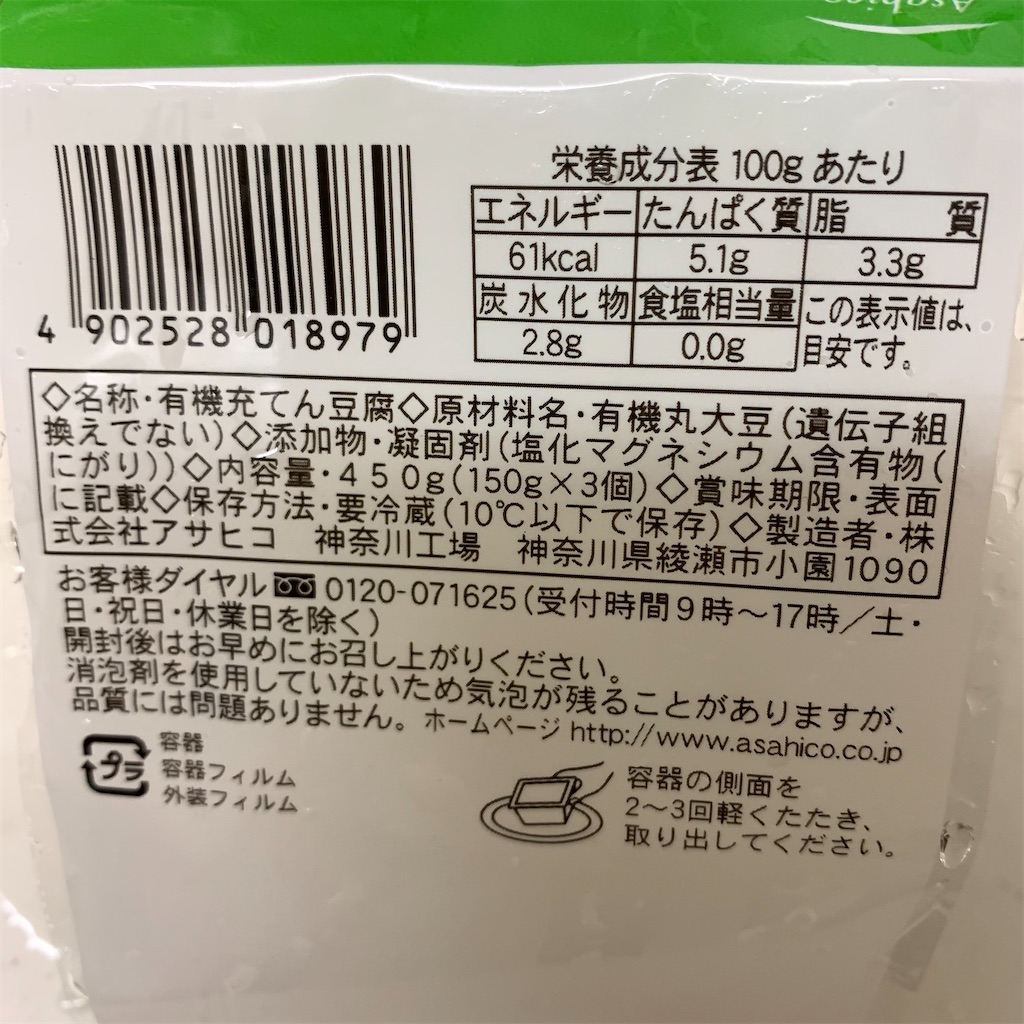 Asahico
栄養成分表 100g あたり
エネルギー たんぱく質 脂 質
61kcal 5.1g 3.3g
炭水化物 食塩相当量 この表示値は、
2.8g 0.0g 目安です。
4 902528 018979
◇名称・有機充てん豆腐◇原材料名・有機丸大豆(遺伝子組
換えでない)◇添加物・凝固剤(塩化マグネシウム含有物(
にがり))◇内容量・450g(150g×3個)◇賞味期限・表面
に記載◇保存方法・要冷蔵(10℃以下で保存)◇製造者・株
式会社アサヒコ 神奈川工場 神奈川県綾瀬市小園1090
お客様ダイヤル 0120-071625(受付時間9時〜17時/土・
日・祝日・休業日を除く)
開封後はお早めにお召し上がりください。
消泡剤を使用していないため気泡が残ることがありますが、
品質には問題ありません。ホームページ http://www.asahico.co.jp
プラ
容器
容器フィルム
外装フィルム
容器の側面を
2〜3回軽くたたき、
取り出してください。